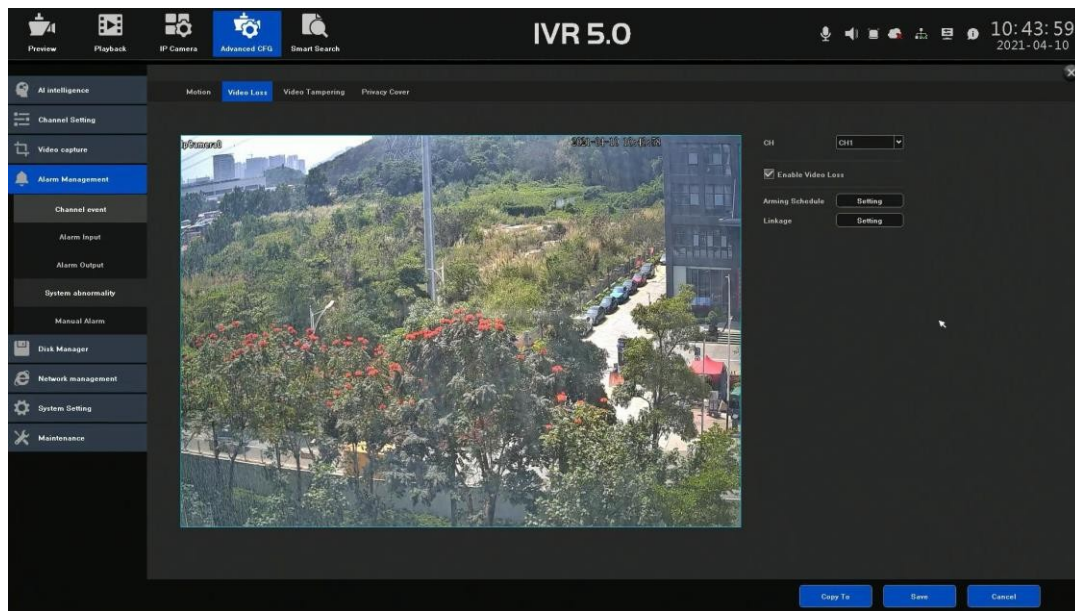 IVR 5.0
10:43:59
2021-04-10
Preview
Playback
IP Camera
Advanced CFG
Smart Search
AI intelligence
Channel Setting
Video capture
Alarm Management
Channel event
Alarm Input
Alarm Output
System abnormality
Manual Alarm
Disk Manager
Network management
System Setting
Maintenance
Motion
Video Loss
Video Tampering
Privacy Cover
CH
CH1
Enable Video Loss
Arming Schedule
Setting
Linkage
Setting
Copy To
Save
Cancel